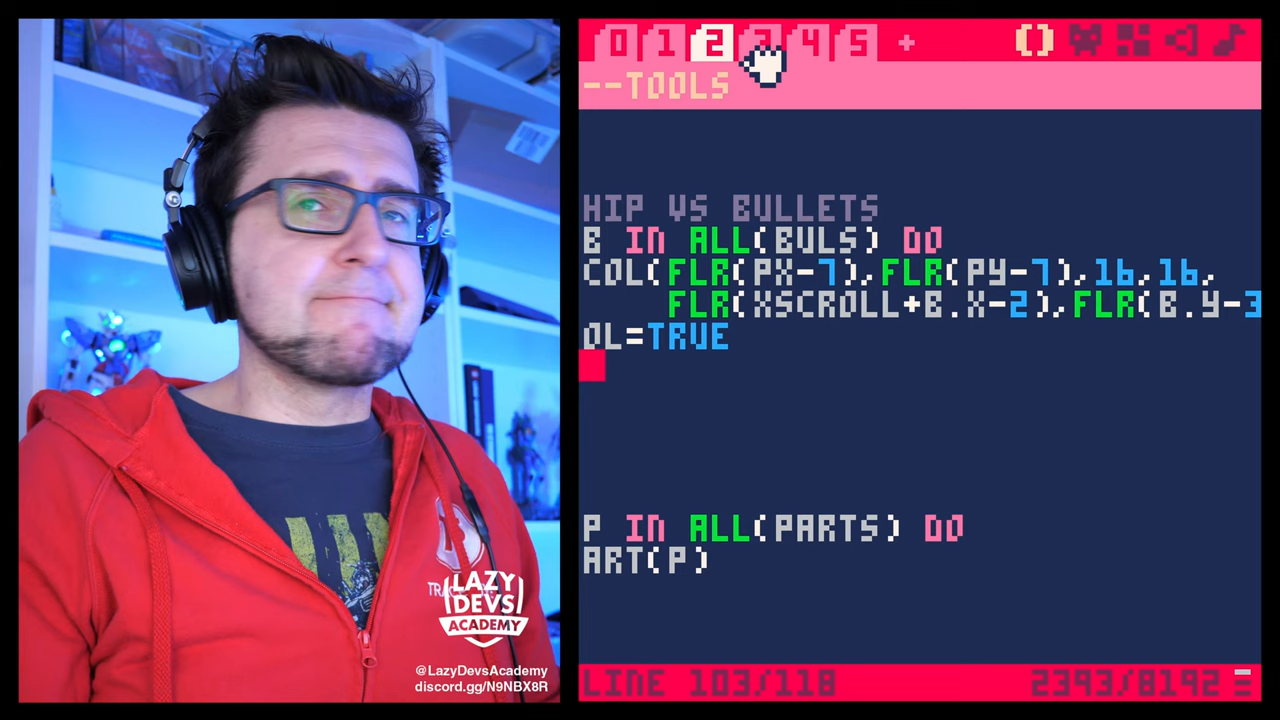 0 1 2 3 4 5 +
--TOOLS
HIP VS BULLETS
B IN ALL(BULS) DO
COL(FLR(PX-7),FLR(PY-7),16,16,
FLR(XSCROLL+B.X-2),FLR(B.Y-3
OL=TRUE
P IN ALL(PARTS) DO
ART(P)
LINE 103/118
2393/8192
LAZY
DEVS
ACADEMY
@LazyDevsAcademy
discord.gg/N9NBX8R